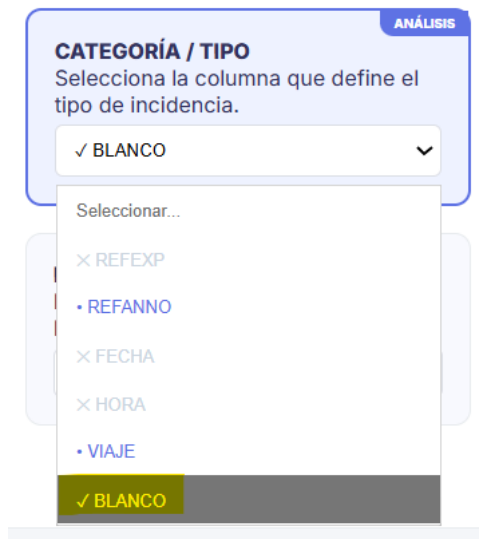 ANÁLISIS
CATEGORÍA / TIPO
Selecciona la columna que define el
tipo de incidencia.
✓ BLANCO
Seleccionar...
× REFEXP
• REFANNO
× FECHA
× HORA
• VIAJE
✓ BLANCO